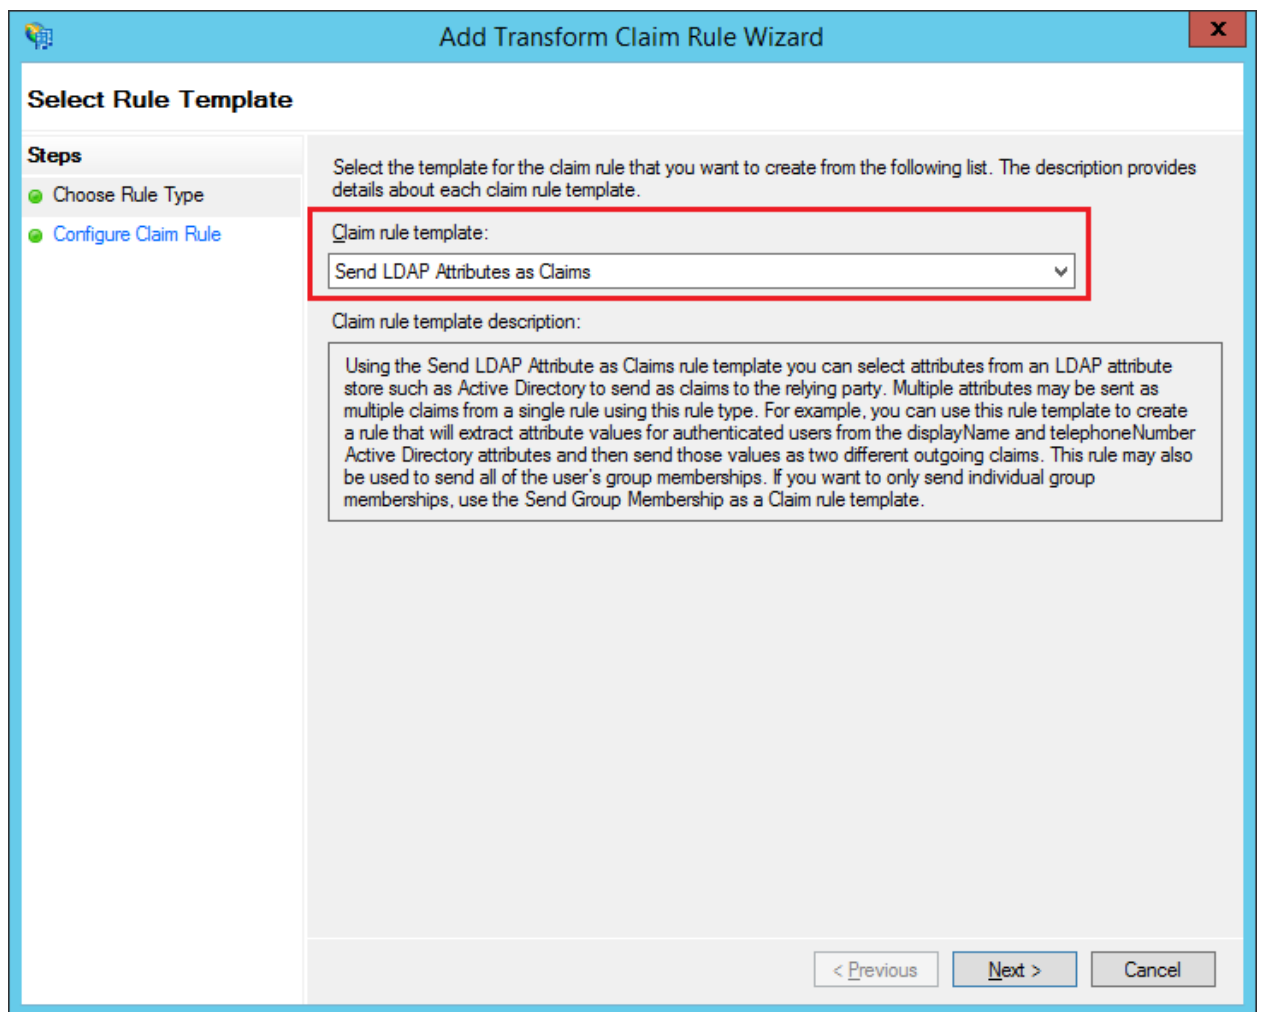 Add Transform Claim Rule Wizard
X
Select Rule Template
Steps
Choose Rule Type
Configure Claim Rule
Select the template for the claim rule that you want to create from the following list. The description provides
details about each claim rule template.
Claim rule template:
Send LDAP Attributes as Claims
Claim rule template description:
Using the Send LDAP Attribute as Claims rule template you can select attributes from an LDAP attribute
store such as Active Directory to send as claims to the relying party. Multiple attributes may be sent as
multiple claims from a single rule using this rule type. For example, you can use this rule template to create
a rule that will extract attribute values for authenticated users from the displayName and telephoneNumber
Active Directory attributes and then send those values as two different outgoing claims. This rule may also
be used to send all of the user's group memberships. If you want to only send individual group
memberships, use the Send Group Membership as a Claim rule template.
< Previous
Next >
Cancel